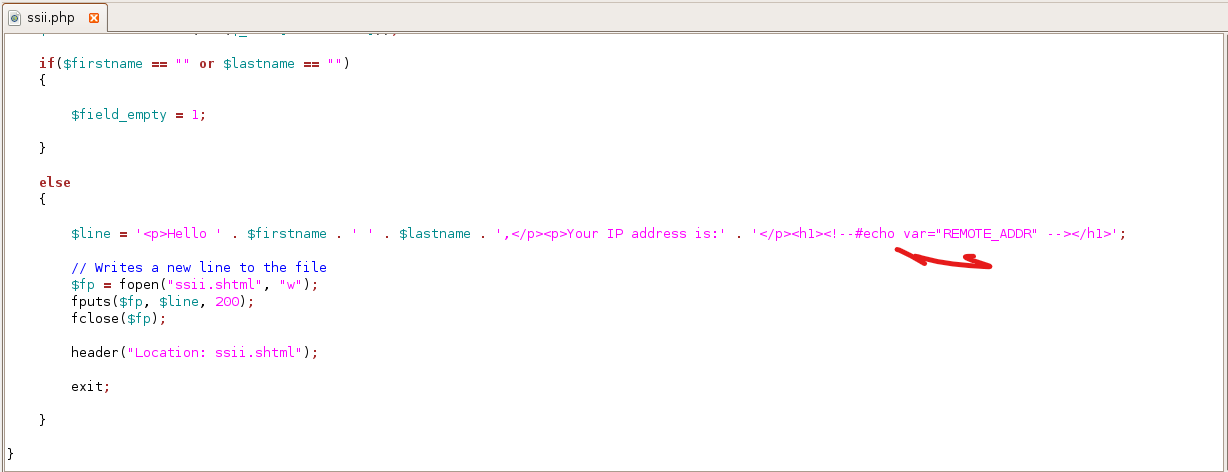 ssii.php
if($firstname == "" or $lastname == "")
{
$field_empty = 1;
}
else
{
$line = '<p>Hello ' . $firstname . ' ' . $lastname . ',</p><p>Your IP address is:' . '</p><h1><!--#echo var="REMOTE_ADDR" --></h1>';
// Writes a new line to the file
$fp = fopen("ssii.shtml", "w");
fputs($fp, $line, 200);
fclose($fp);
header("Location: ssii.shtml");
exit;
}
}